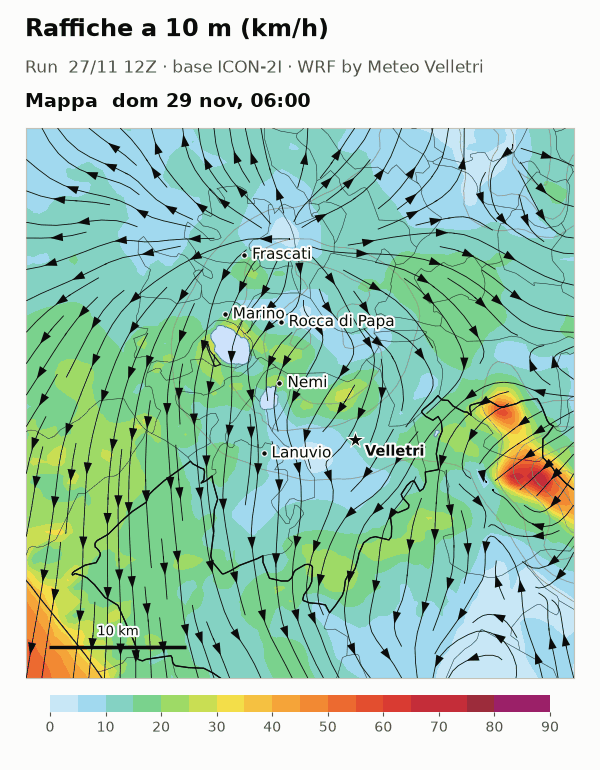 Raffiche a 10 m (km/h)
Run  27/11 12Z · base ICON-2I · WRF by Meteo Velletri
Mappa  dom 29 nov, 06:00
Frascati
Marino
Rocca di Papa
Nemi
Velletri
Lanuvio
10 km
0 10 20 30 40 50 60 70 80 90